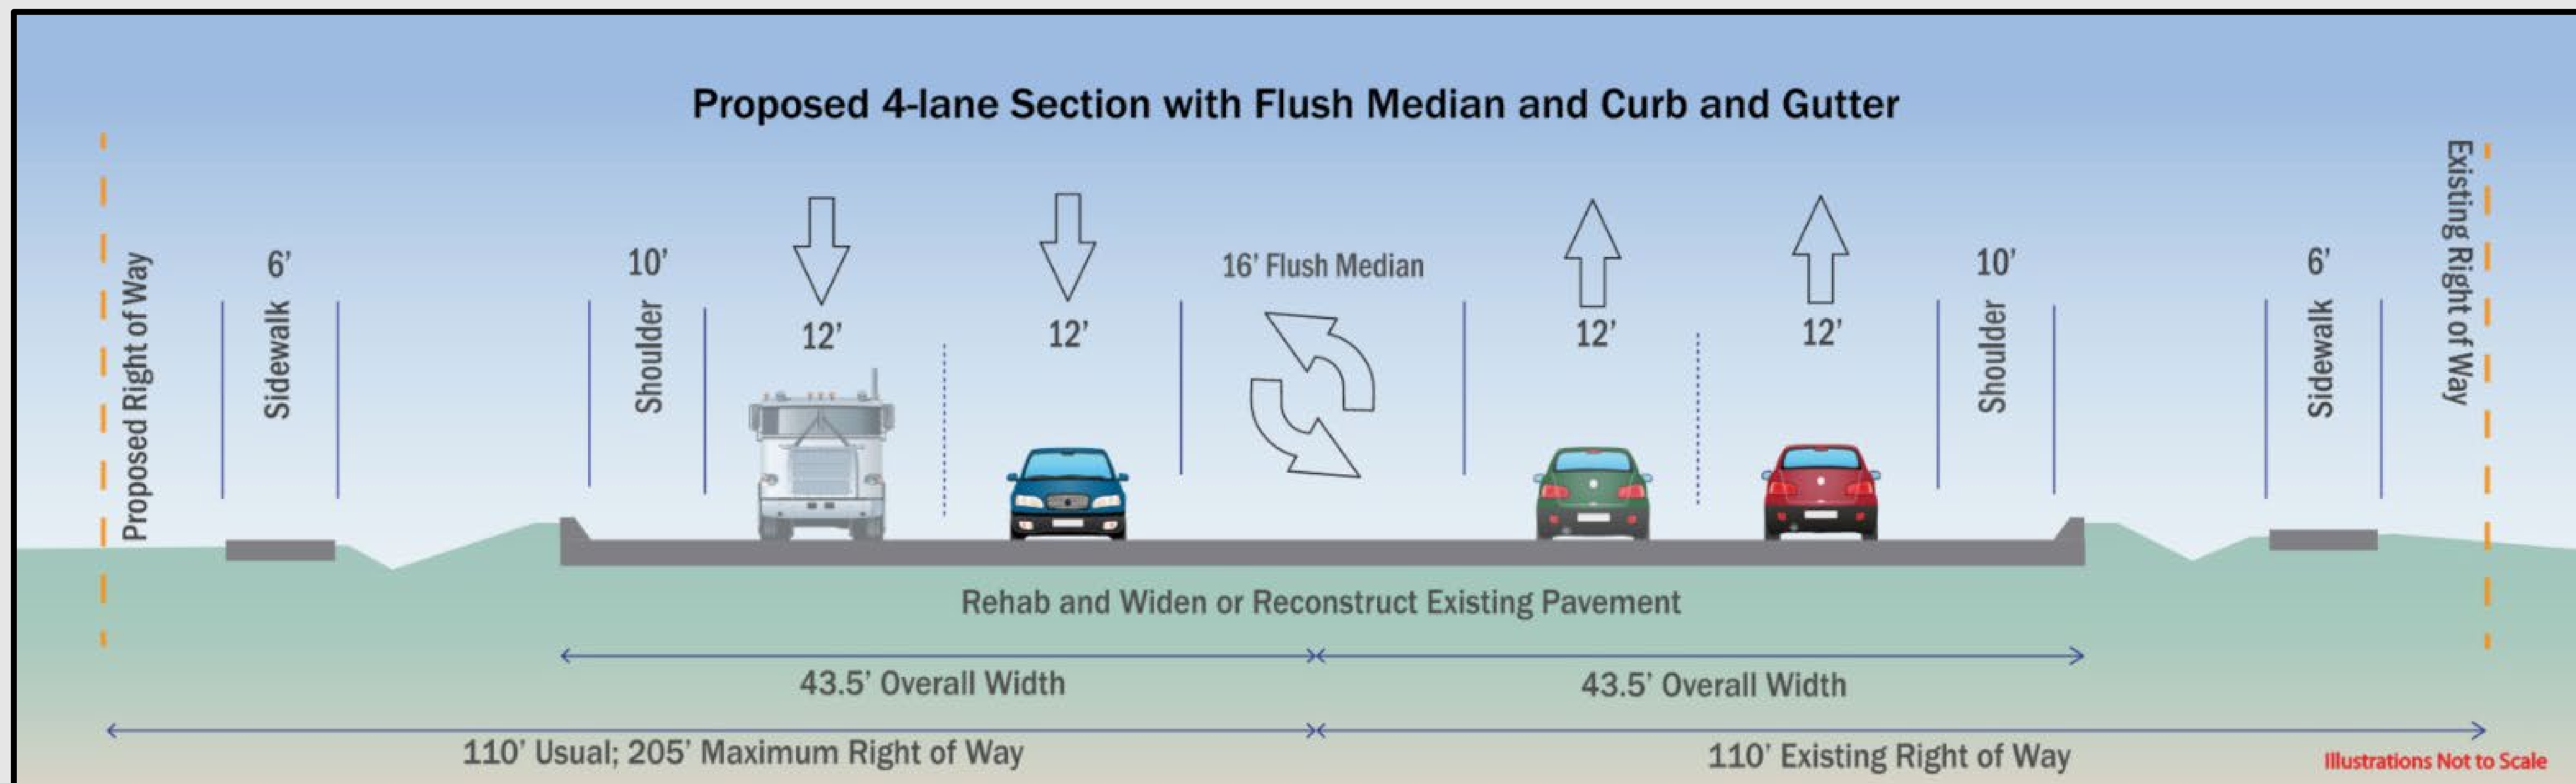 Proposed 4-lane Section with Flush Median and Curb and Gutter
Proposed Right of Way
6’
Sidewalk
10’
Shoulder
12’
12’
16’ Flush Median
12’
12’
10’
Shoulder
6’
Sidewalk
Existing Right of Way
Rehab and Widen or Reconstruct Existing Pavement
43.5’ Overall Width
43.5’ Overall Width
110’ Usual; 205’ Maximum Right of Way
110’ Existing Right of Way
Illustrations Not to Scale